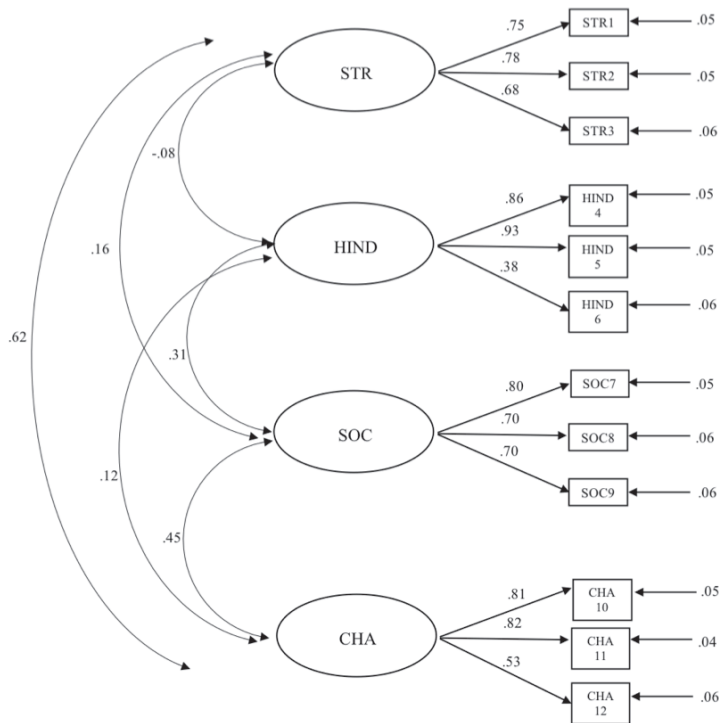 .75
STR1
.05
STR
.78
STR2
.05
.68
STR3
.06
-.08
.86
HIND
4
.05
.16
HIND
.93
HIND
5
.05
.38
HIND
6
.06
.62
.31
.80
SOC7
.05
SOC
.70
SOC8
.06
.70
SOC9
.06
.12
.45
.81
CHA
10
.05
CHA
.82
CHA
11
.04
.53
CHA
12
.06